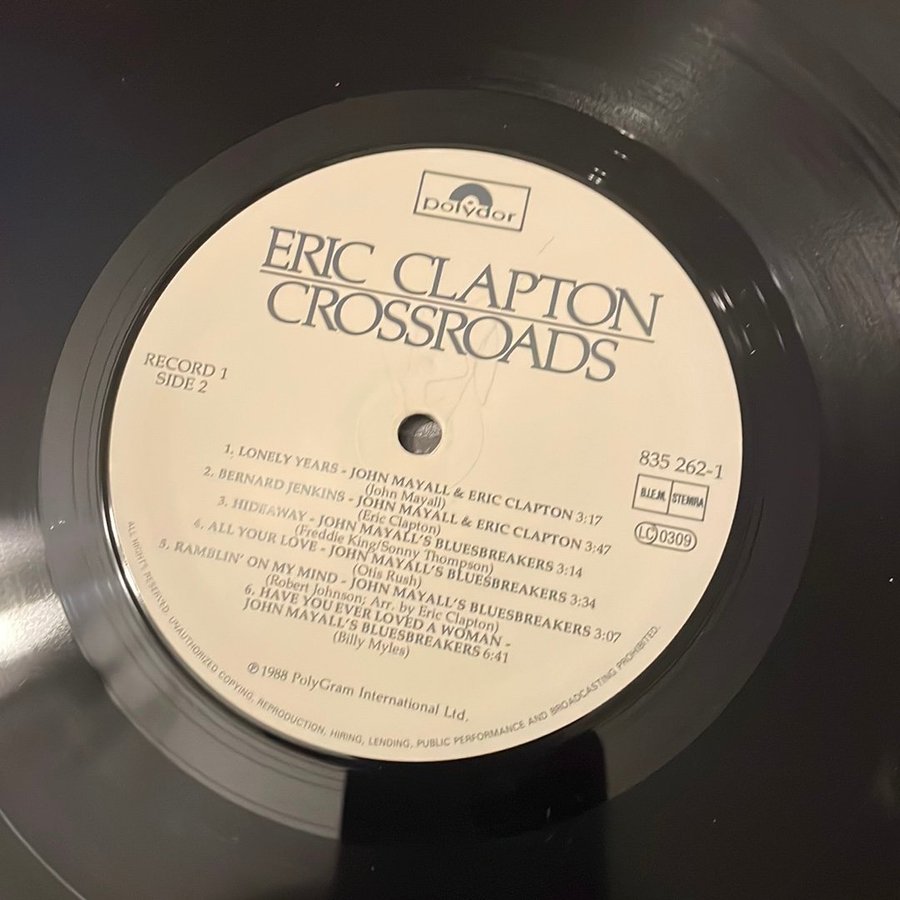 polydor
ERIC CLAPTON
CROSSROADS
RECORD 1
SIDE 2
835 262-1
B.I.E.M. STEMRA
LC 0309
1. LONELY YEARS - JOHN MAYALL & ERIC CLAPTON 3:17
(John Mayall)
2. BERNARD JENKINS - JOHN MAYALL & ERIC CLAPTON 3:47
(Eric Clapton)
3. HIDEAWAY - JOHN MAYALL'S BLUESBREAKERS 3:14
(Freddie King/Sonny Thompson)
4. ALL YOUR LOVE - JOHN MAYALL'S BLUESBREAKERS 3:34
(Otis Rush)
5. RAMBLIN' ON MY MIND - JOHN MAYALL'S BLUESBREAKERS 3:07
(Robert Johnson; Arr. by Eric Clapton)
6. HAVE YOU EVER LOVED A WOMAN -
JOHN MAYALL'S BLUESBREAKERS 6:41
(Billy Myles)
℗ 1988 PolyGram International Ltd.
ALL RIGHTS RESERVED. UNAUTHORIZED COPYING, REPRODUCTION, HIRING, LENDING, PUBLIC PERFORMANCE AND BROADCASTING PROHIBITED.